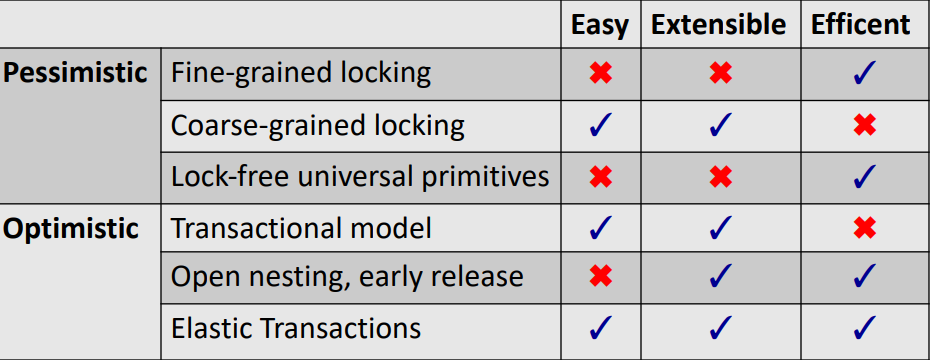 Easy Extensible Efficent
Pessimistic Fine-grained locking ✖ ✖ ✓
Coarse-grained locking ✓ ✓ ✖
Lock-free universal primitives ✖ ✖ ✓
Optimistic Transactional model ✓ ✓ ✖
Open nesting, early release ✖ ✓ ✓
Elastic Transactions ✓ ✓ ✓